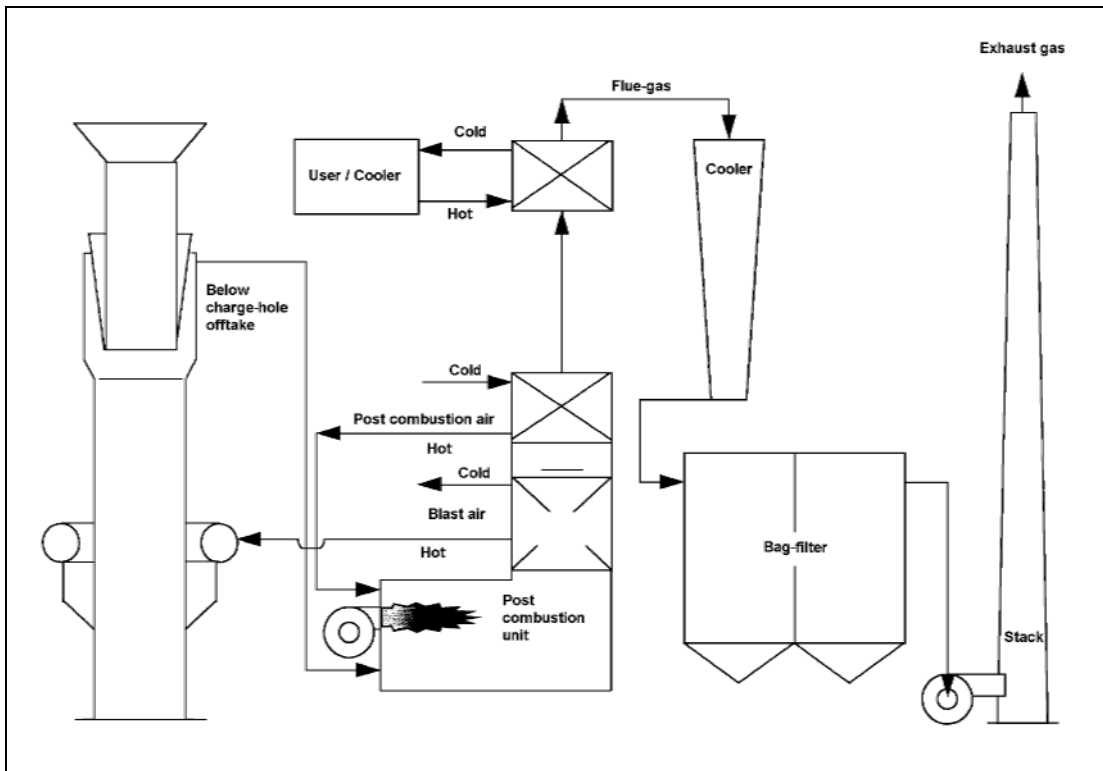 Exhaust gas
Flue-gas
Cold
User / Cooler
Hot
Cooler
Below
charge-hole
offtake
Cold
Post combustion air
Hot
Cold
Blast air
Hot
Post
combustion
unit
Bag-filter
Stack